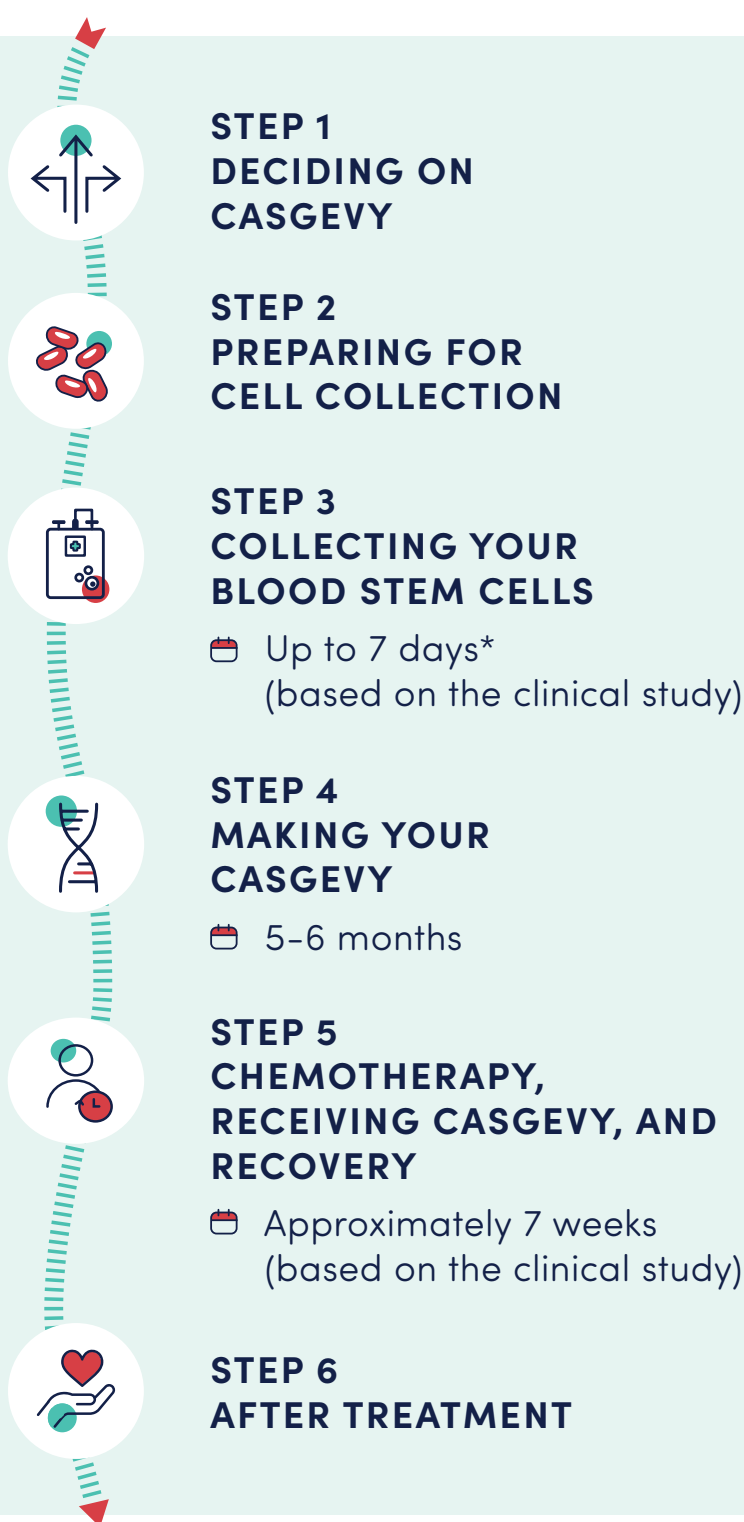 STEP 1
DECIDING ON
CASGEVY
STEP 2
PREPARING FOR
CELL COLLECTION
STEP 3
COLLECTING YOUR
BLOOD STEM CELLS
Up to 7 days*
(based on the clinical study)
STEP 4
MAKING YOUR
CASGEVY
5-6 months
STEP 5
CHEMOTHERAPY,
RECEIVING CASGEVY, AND
RECOVERY
Approximately 7 weeks
(based on the clinical study)
STEP 6
AFTER TREATMENT